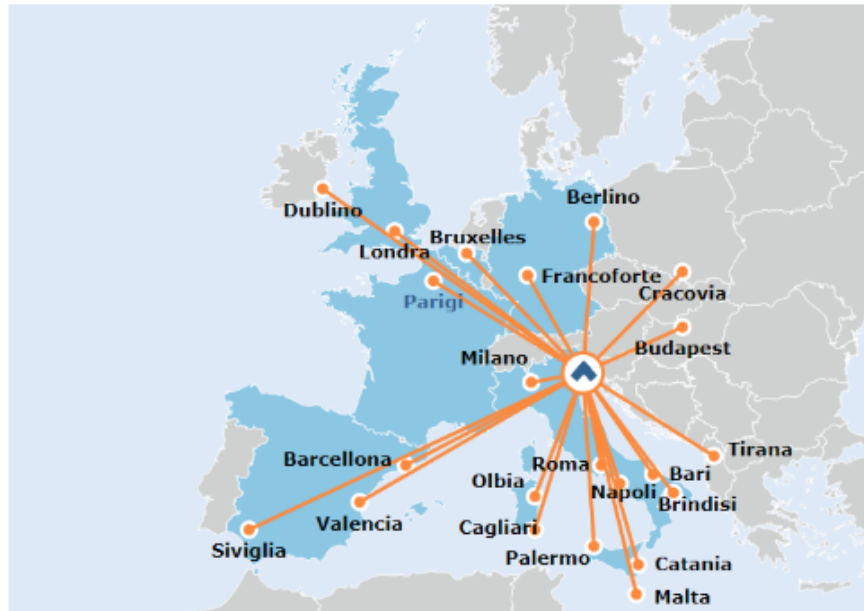 Berlino
Dublino
Bruxelles
Londra
Francoforte
Cracovia
Parigi
Budapest
Milano
Tirana
Barcellona
Roma
Bari
Olbia
Napoli
Brindisi
Valencia
Cagliari
Siviglia
Palermo
Catania
Malta